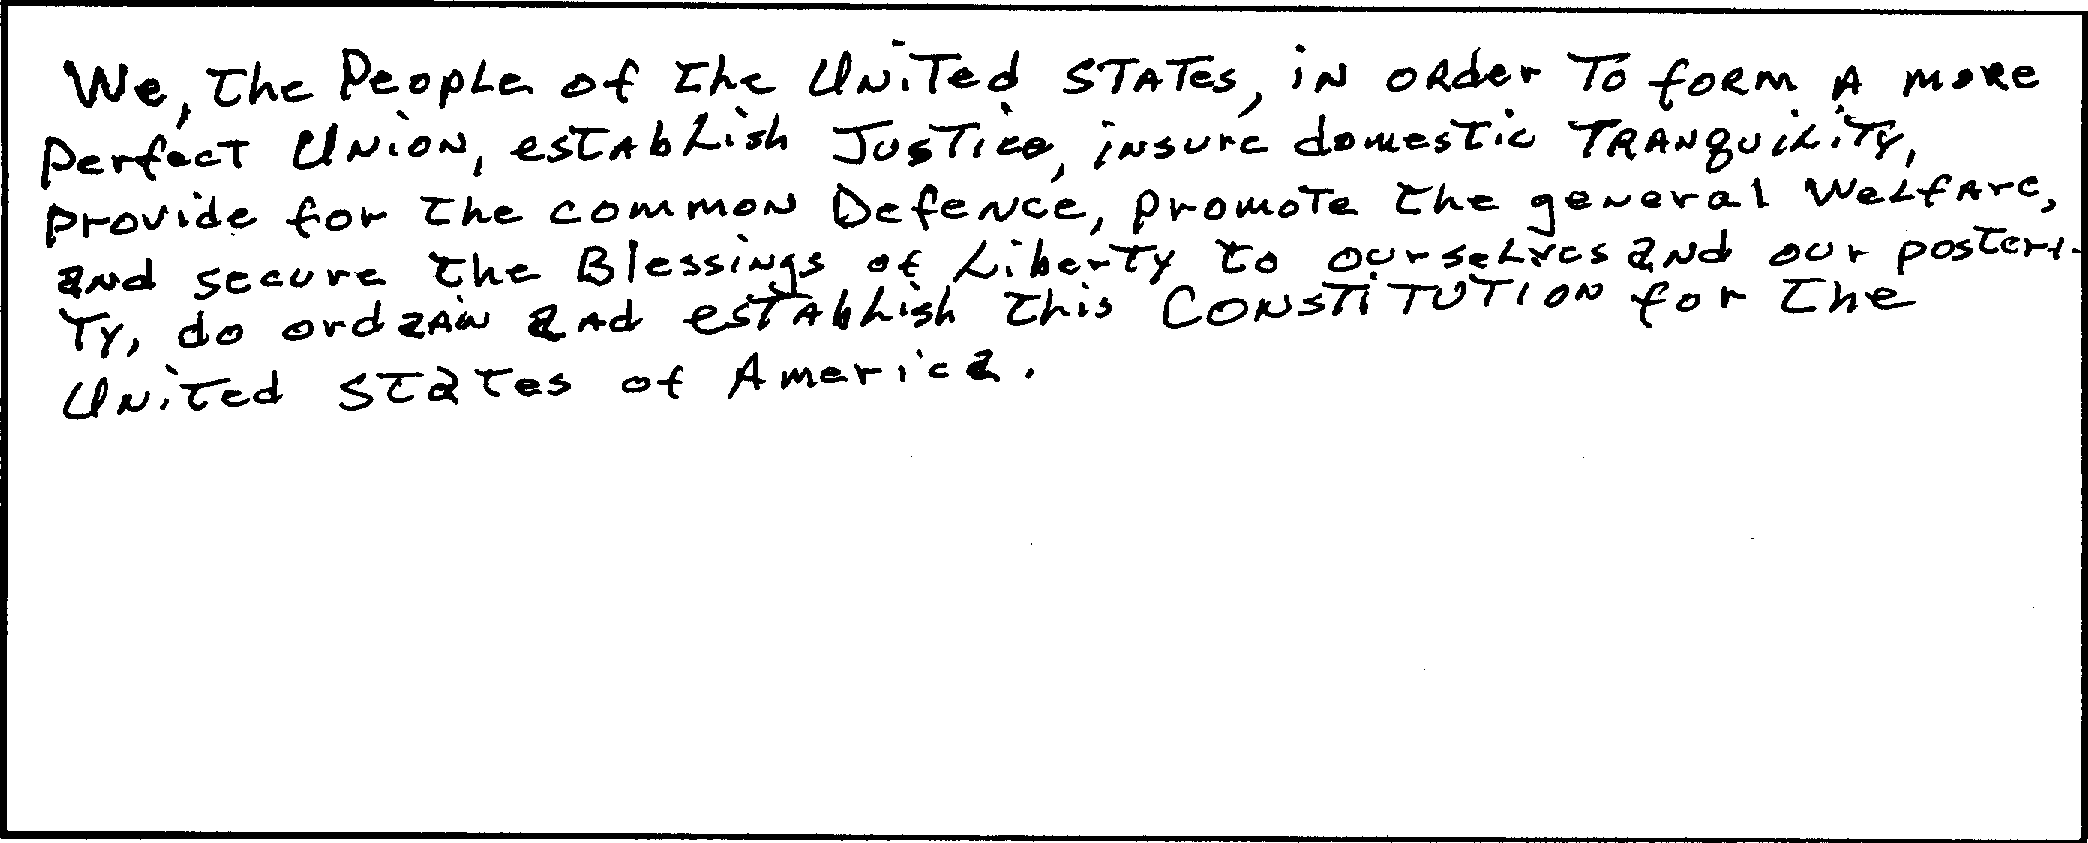 We, the People of the United States, in order to form a more
perfect Union, establish Justice, insure domestic Tranquility,
provide for the common Defence, promote the general Welfare,
and secure the Blessings of Liberty to ourselves and our posteri-
ty, do ordain and establish this CONSTITUTION for the
United States of America.